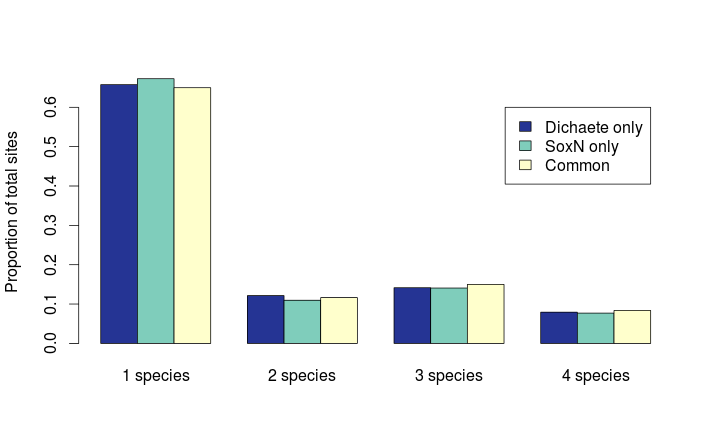 Proportion of total sites
0.6
0.5
0.4
0.3
0.2
0.1
0.0
Dichaete only
SoxN only
Common
1 species
2 species
3 species
4 species